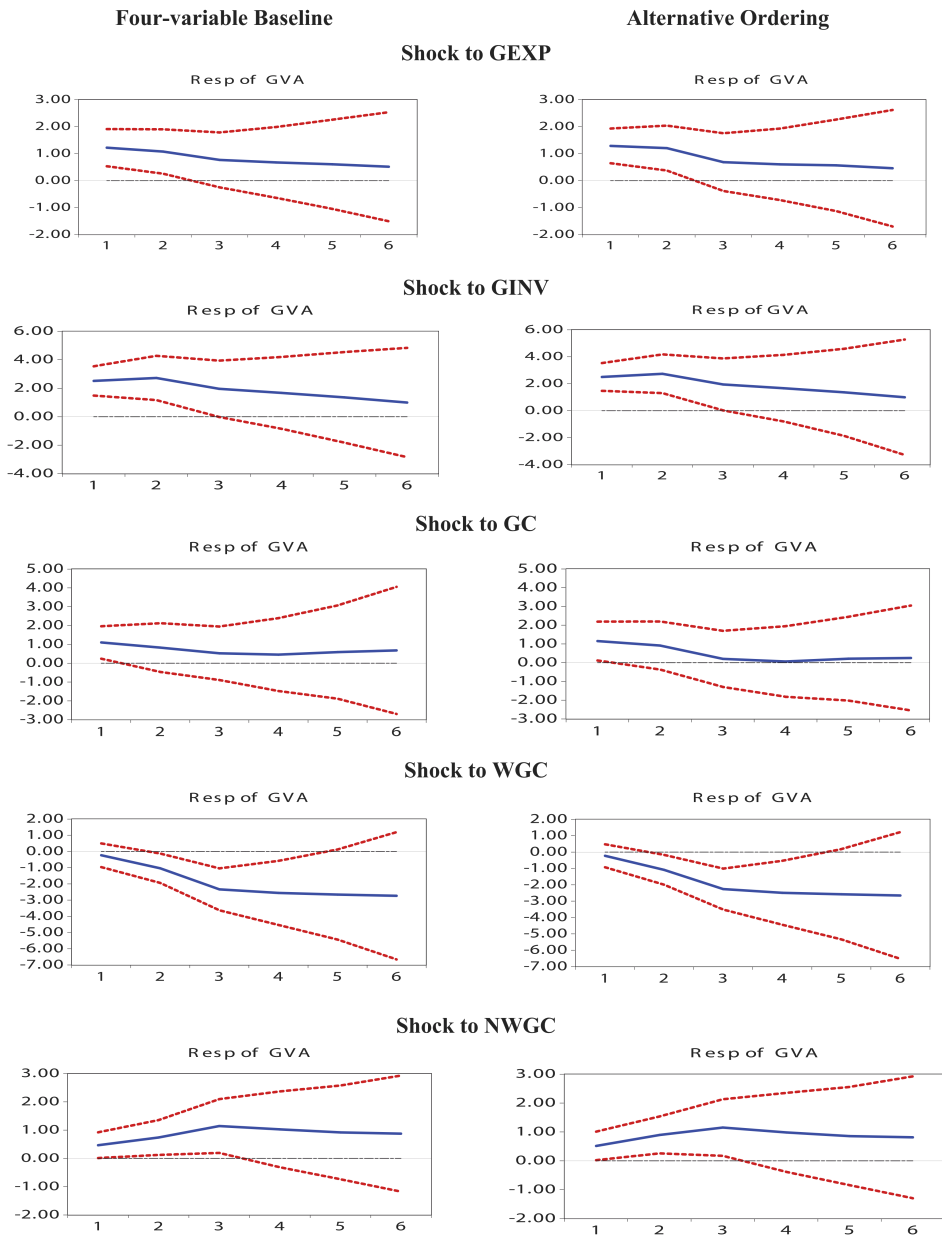 Four-variable Baseline
Alternative Ordering
Shock to GEXP
Resp of GVA
3.00
2.00
1.00
0.00
-1.00
-2.00
1 2 3 4 5 6
Resp of GVA
3.00
2.00
1.00
0.00
-1.00
-2.00
1 2 3 4 5 6
Shock to GINV
Resp of GVA
6.00
4.00
2.00
0.00
-2.00
-4.00
1 2 3 4 5 6
Resp of GVA
6.00
4.00
2.00
0.00
-2.00
-4.00
1 2 3 4 5 6
Shock to GC
Resp of GVA
5.00
4.00
3.00
2.00
1.00
0.00
-1.00
-2.00
-3.00
1 2 3 4 5 6
Resp of GVA
5.00
4.00
3.00
2.00
1.00
0.00
-1.00
-2.00
-3.00
1 2 3 4 5 6
Shock to WGC
Resp of GVA
2.00
1.00
0.00
-1.00
-2.00
-3.00
-4.00
-5.00
-6.00
-7.00
1 2 3 4 5 6
Resp of GVA
2.00
1.00
0.00
-1.00
-2.00
-3.00
-4.00
-5.00
-6.00
-7.00
1 2 3 4 5 6
Shock to NWGC
Resp of GVA
3.00
2.00
1.00
0.00
-1.00
-2.00
1 2 3 4 5 6
Resp of GVA
3.00
2.00
1.00
0.00
-1.00
-2.00
1 2 3 4 5 6